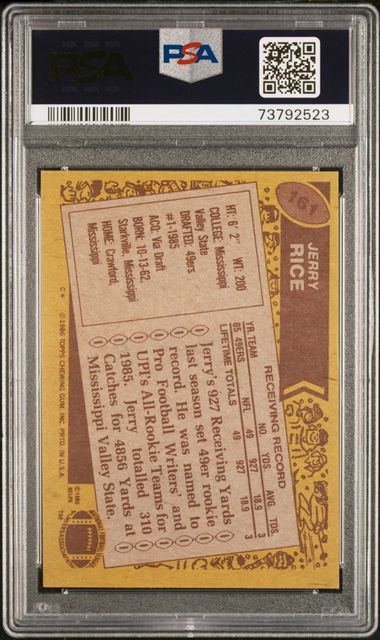 PSA
PSA
73792523
161
JERRY
RICE
HT: 6' 2" WT: 200
COLLEGE: Mississippi
Valley State
DRAFTED: 49ers
#1-1985
ACQ: Via Draft
BORN: 10-13-62,
Starkville, Mississippi
HOME: Crawford,
Mississippi
RECEIVING RECORD
YR. TEAM NFL NO. YDS. AVG. TDS.
85 49ERS 49 927 18.9 3
LIFETIME TOTALS 49 927 18.9 3
Jerry's 927 Receiving Yards
last season set 49er rookie
record. He was named to
Pro Football Writers' and
UPI's All-Rookie Teams for
1985. Jerry totalled 310
Catches for 4856 Yards at
Mississippi Valley State.
C* ©1986 TOPPS CHEWING GUM, INC. PRTD. IN U.S.A.
©1986
NFLPA
TM